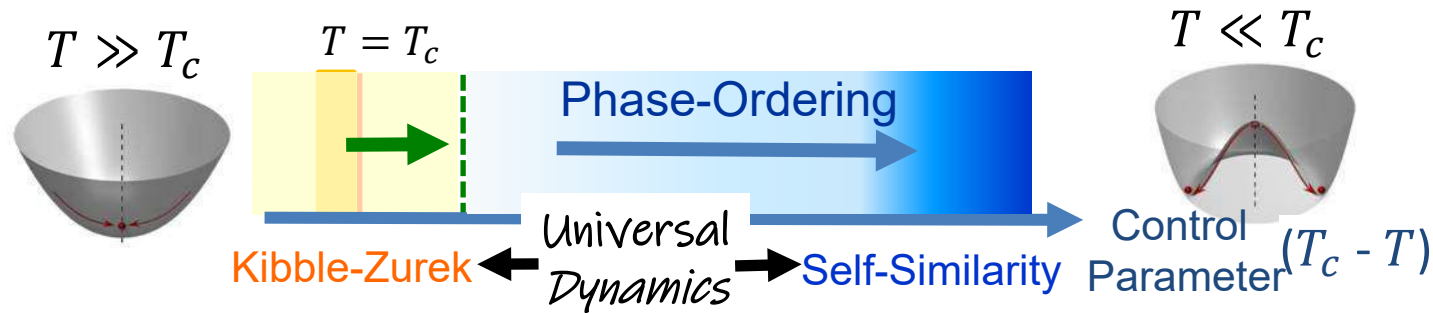 T ≫ T_c
T = T_c
T ≪ T_c
Phase-Ordering
Universal
Dynamics
Kibble-Zurek
Self-Similarity
Control
Parameter
(T_c - T)